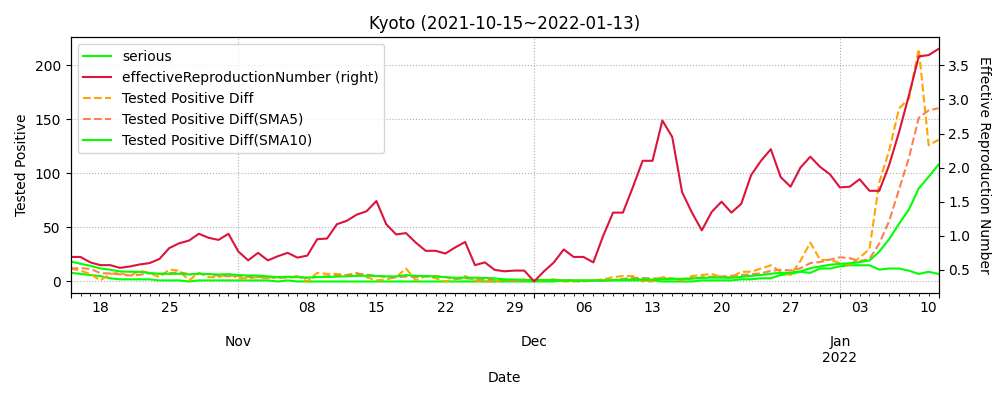 Kyoto (2021-10-15~2022-01-13)
serious
effectiveReproductionNumber (right)
Tested Positive Diff
Tested Positive Diff(SMA5)
Tested Positive Diff(SMA10)
Tested Positive
200
150
100
50
0
3.5
3.0
2.5
2.0
1.5
1.0
0.5
Effective Reproduction Number
18 25 08 15 22 29 06 13 20 27 03 10
Nov Dec Jan
2022
Date